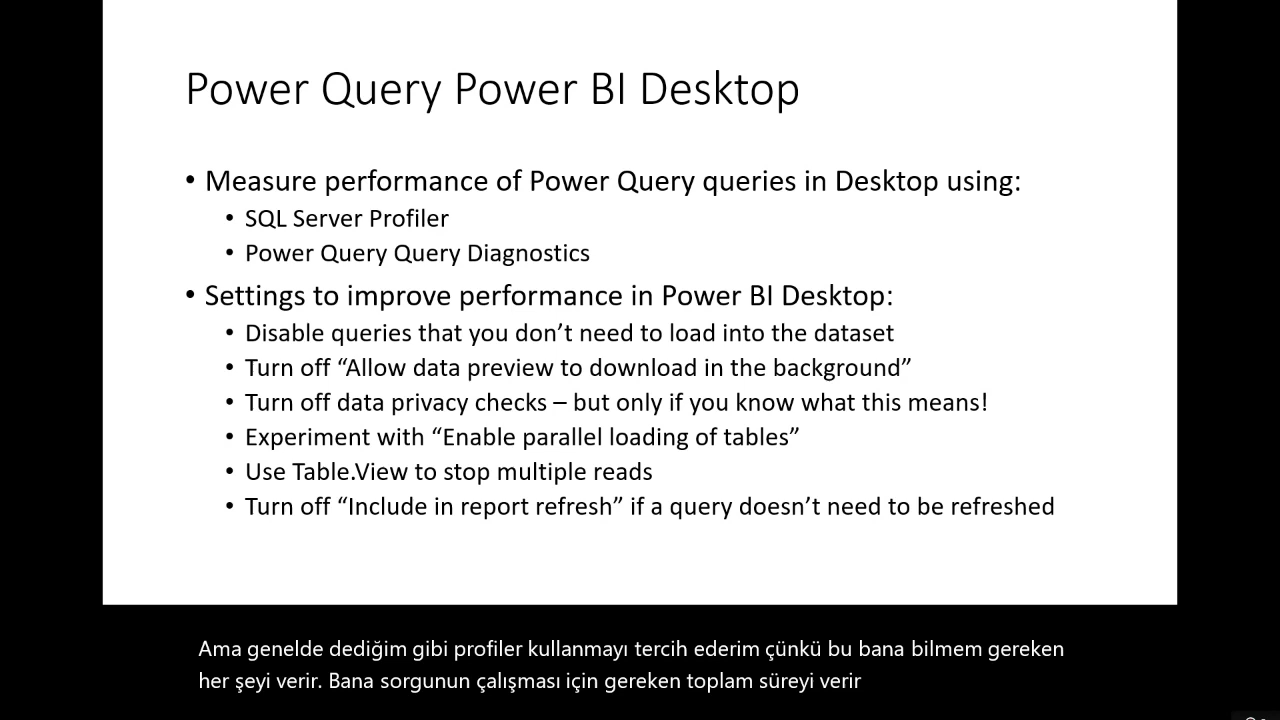 Power Query Power BI Desktop
• Measure performance of Power Query queries in Desktop using:
• SQL Server Profiler
• Power Query Query Diagnostics
• Settings to improve performance in Power BI Desktop:
• Disable queries that you don’t need to load into the dataset
• Turn off “Allow data preview to download in the background”
• Turn off data privacy checks – but only if you know what this means!
• Experiment with “Enable parallel loading of tables”
• Use Table.View to stop multiple reads
• Turn off “Include in report refresh” if a query doesn’t need to be refreshed
Ama genelde dediğim gibi profiler kullanmayı tercih ederim çünkü bu bana bilmem gereken
her şeyi verir. Bana sorgunun çalışması için gereken toplam süreyi verir